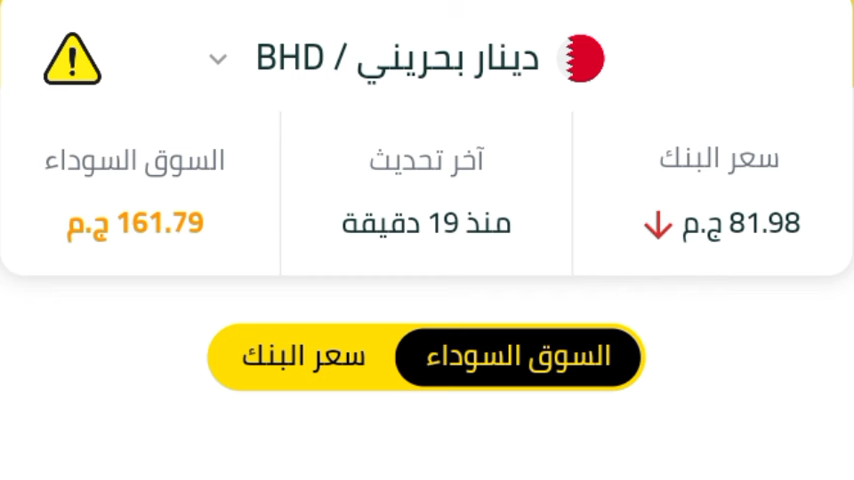 دينار بحريني / BHD
سعر البنك
آخر تحديث
السوق السوداء
81.98 ج.م
منذ 19 دقيقة
161.79 ج.م
السوق السوداء
سعر البنك